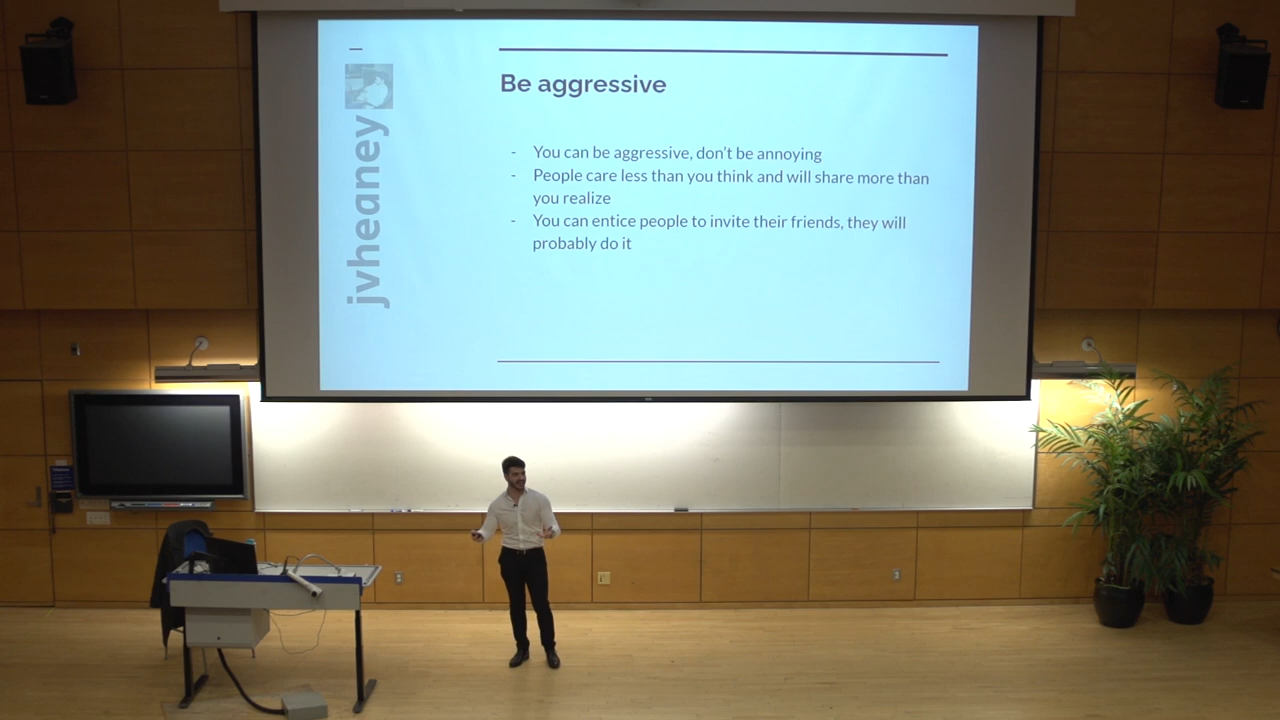 jvheaney
Be aggressive
- You can be aggressive, don't be annoying
- People care less than you think and will share more than
you realize
- You can entice people to invite their friends, they will
probably do it